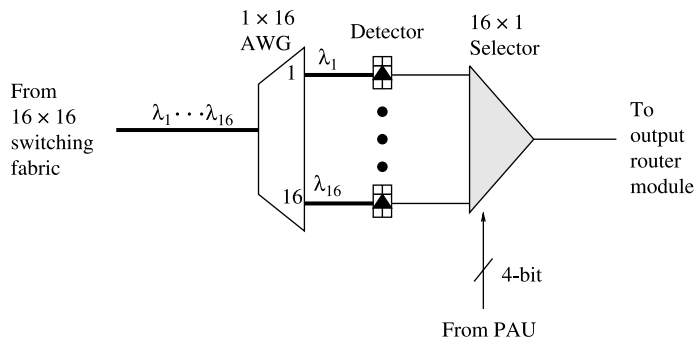 1 × 16
AWG
Detector
16 × 1
Selector
1
λ1
From
16 × 16
switching
fabric
λ1 · · · λ16
To
output
router
module
16
λ16
4-bit
From PAU